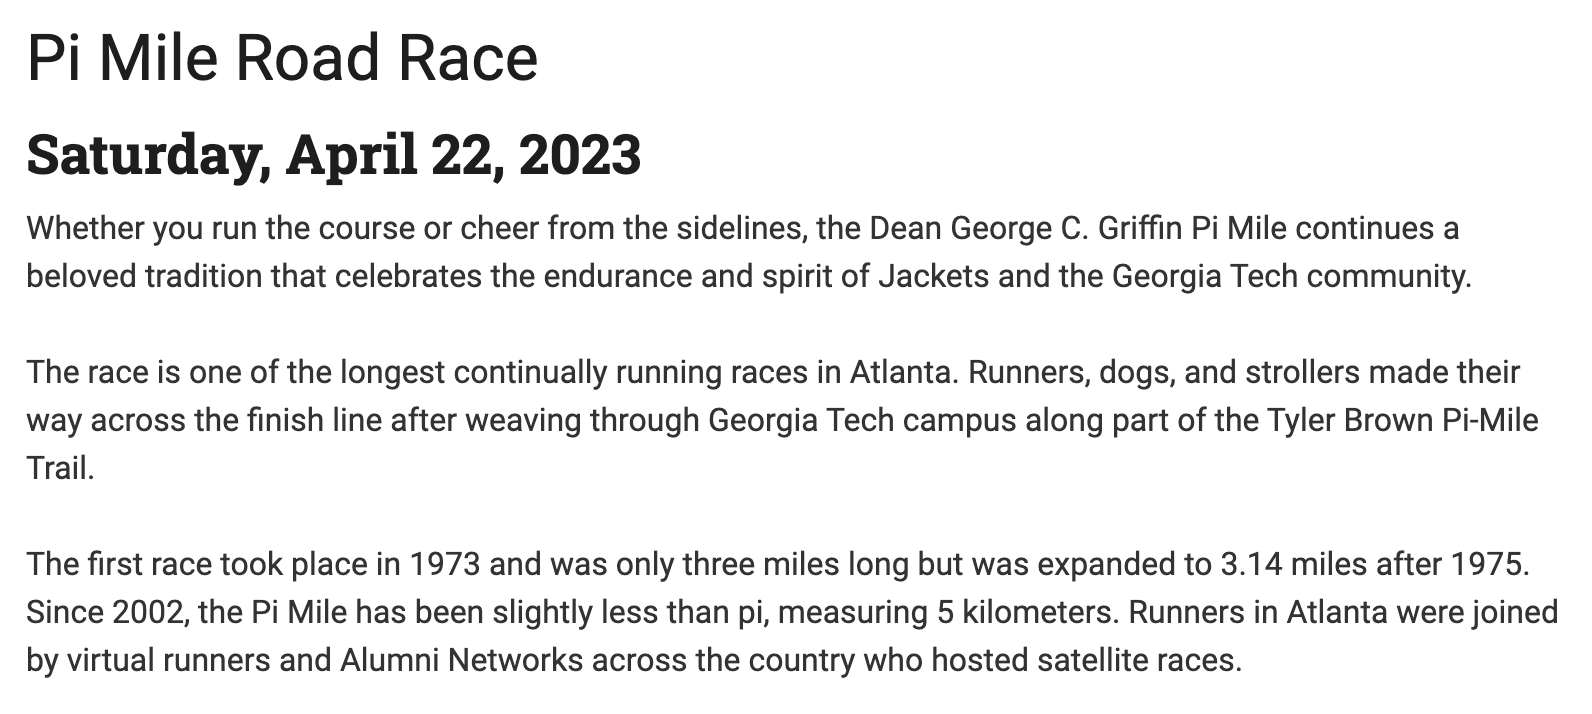 Pi Mile Road Race
Saturday, April 22, 2023
Whether you run the course or cheer from the sidelines, the Dean George C. Griffin Pi Mile continues a
beloved tradition that celebrates the endurance and spirit of Jackets and the Georgia Tech community.
The race is one of the longest continually running races in Atlanta. Runners, dogs, and strollers made their
way across the finish line after weaving through Georgia Tech campus along part of the Tyler Brown Pi-Mile
Trail.
The first race took place in 1973 and was only three miles long but was expanded to 3.14 miles after 1975.
Since 2002, the Pi Mile has been slightly less than pi, measuring 5 kilometers. Runners in Atlanta were joined
by virtual runners and Alumni Networks across the country who hosted satellite races.